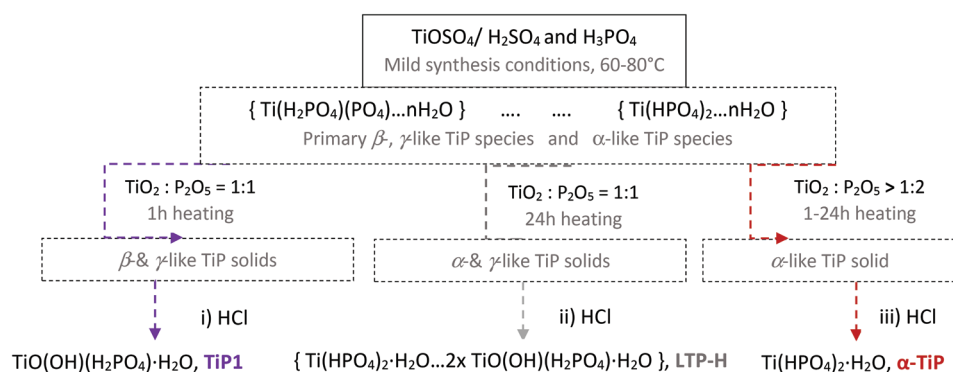 TiOSO₄/ H₂SO₄ and H₃PO₄
Mild synthesis conditions, 60-80°C
{ Ti(H₂PO₄)(PO₄)...nH₂O } .... .... { Ti(HPO₄)₂...nH₂O }
Primary β-, γ-like TiP species and α-like TiP species
TiO₂ : P₂O₅ = 1:1
1h heating
TiO₂ : P₂O₅ = 1:1
24h heating
TiO₂ : P₂O₅ > 1:2
1-24h heating
β-& γ-like TiP solids
α-& γ-like TiP solids
α-like TiP solid
i) HCl
ii) HCl
iii) HCl
TiO(OH)(H₂PO₄)·H₂O, TiP1
{ Ti(HPO₄)₂·H₂O...2x TiO(OH)(H₂PO₄)·H₂O }, LTP-H
Ti(HPO₄)₂·H₂O, α-TiP